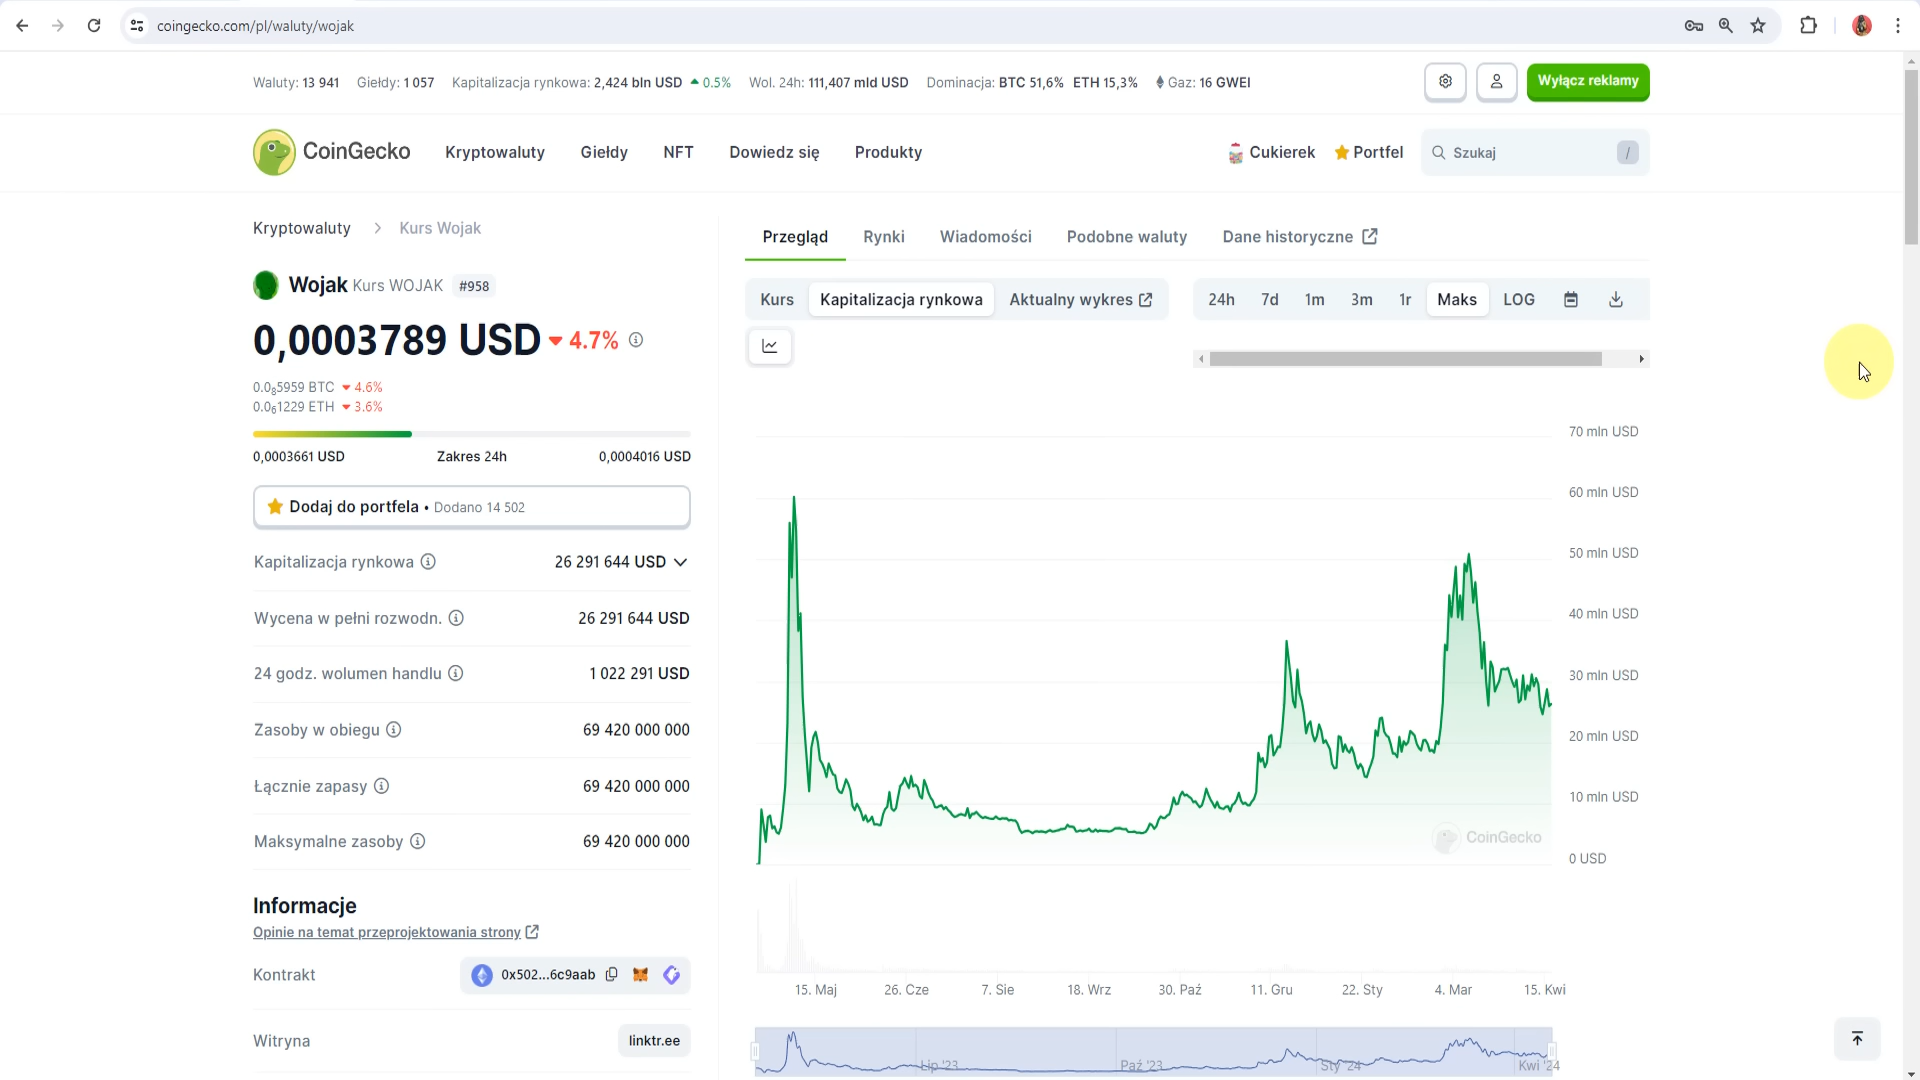 coingecko.com/pl/waluty/wojak
Waluty: 13 941 Giełdy: 1 057 Kapitalizacja rynkowa: 2,424 bln USD 0.5% Wol. 24h: 111,407 mld USD Dominacja: BTC 51,6% ETH 15,3% Gaz: 16 GWEI
Wyłącz reklamy
CoinGecko Kryptowaluty Giełdy NFT Dowiedz się Produkty Cukierek Portfel Szukaj /
Kryptowaluty > Kurs Wojak
Przegląd Rynki Wiadomości Podobne waluty Dane historyczne
Wojak Kurs WOJAK #958
Kurs Kapitalizacja rynkowa Aktualny wykres 24h 7d 1m 3m 1r Maks LOG
0,0003789 USD 4.7%
0.0₈5959 BTC 4.6%
0.0₆1229 ETH 3.6%
0,0003661 USD Zakres 24h 0,0004016 USD
Dodaj do portfela • Dodano 14 502
Kapitalizacja rynkowa 26 291 644 USD
Wycena w pełni rozwodn. 26 291 644 USD
24 godz. wolumen handlu 1 022 291 USD
Zasoby w obiegu 69 420 000 000
Łącznie zapasy 69 420 000 000
Maksymalne zasoby 69 420 000 000
Informacje
Opinie na temat przeprojektowania strony
Kontrakt 0x502...6c9aab
Witryna linktr.ee
70 mln USD
60 mln USD
50 mln USD
40 mln USD
30 mln USD
20 mln USD
10 mln USD
CoinGecko
0 USD
15. Maj 26. Cze 7. Sie 18. Wrz 30. Paź 11. Gru 22. Sty 4. Mar 15. Kwi
Lip '23 Paź '23 Sty '24 Kwi '24